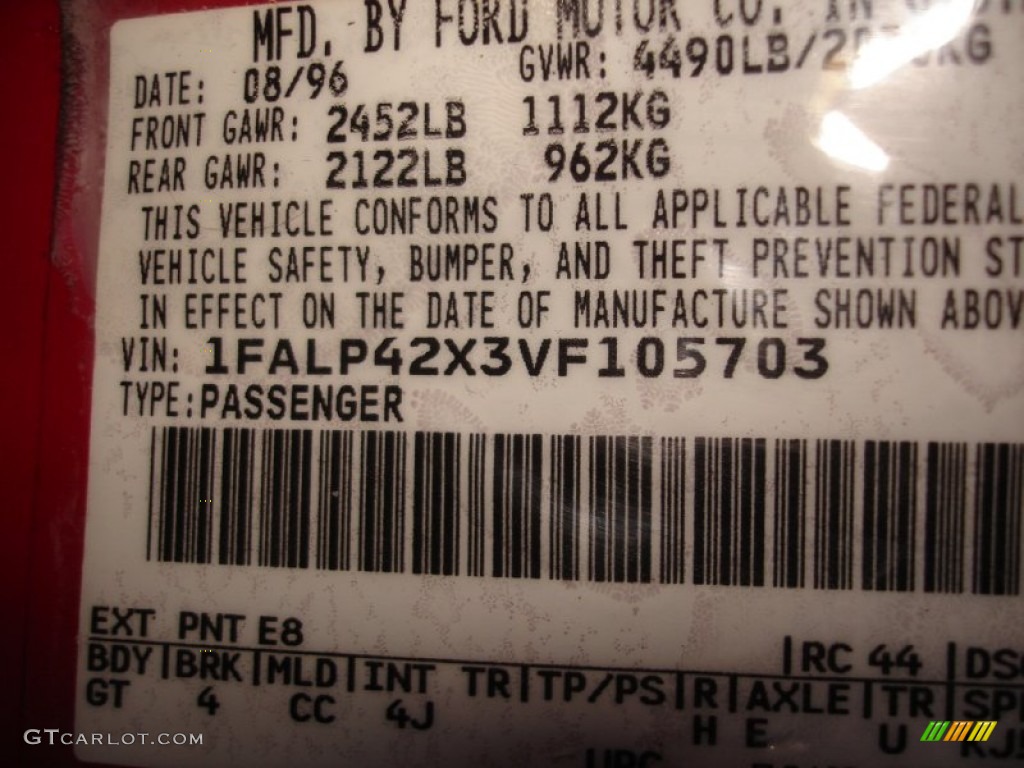 MFD. BY FORD MOTOR CO. IN
DATE: 08/96 GVWR: 4490LB/
FRONT GAWR: 2452LB 1112KG
REAR GAWR: 2122LB 962KG
THIS VEHICLE CONFORMS TO ALL APPLICABLE FEDERAL
VEHICLE SAFETY, BUMPER, AND THEFT PREVENTION ST
IN EFFECT ON THE DATE OF MANUFACTURE SHOWN ABOV
VIN: 1FALP42X3VF105703
TYPE: PASSENGER
EXT PNT E8 RC 44 DSO
BDY BRK MLD INT TR TP/PS R AXLE TR SP
GT 4 CC 4J H E U
GTCARLOT.COM